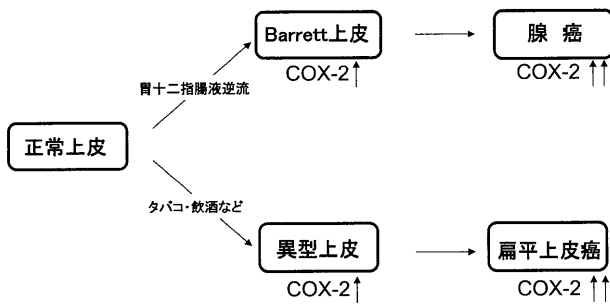 Barrett上皮
腺 癌
COX-2↑
COX-2↑↑
胃十二指腸液逆流
正常上皮
タバコ・飲酒など
異型上皮
扁平上皮癌
COX-2↑
COX-2↑↑